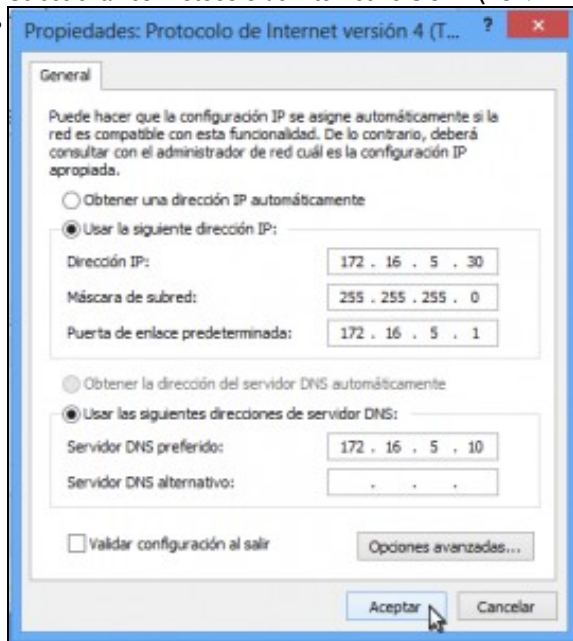 Propiedades: Protocolo de Internet versión 4 (T...
?
General
Puede hacer que la configuración IP se asigne automáticamente si la
red es compatible con esta funcionalidad. De lo contrario, deberá
consultar con el administrador de red cuál es la configuración IP
apropiada.
Obtener una dirección IP automáticamente
Usar la siguiente dirección IP:
Dirección IP: 172 . 16 . 5 . 30
Máscara de subred: 255 . 255 . 255 . 0
Puerta de enlace predeterminada: 172 . 16 . 5 . 1
Obtener la dirección del servidor DNS automáticamente
Usar las siguientes direcciones de servidor DNS:
Servidor DNS preferido: 172 . 16 . 5 . 10
Servidor DNS alternativo: . . .
Validar configuración al salir
Opciones avanzadas...
Aceptar Cancelar